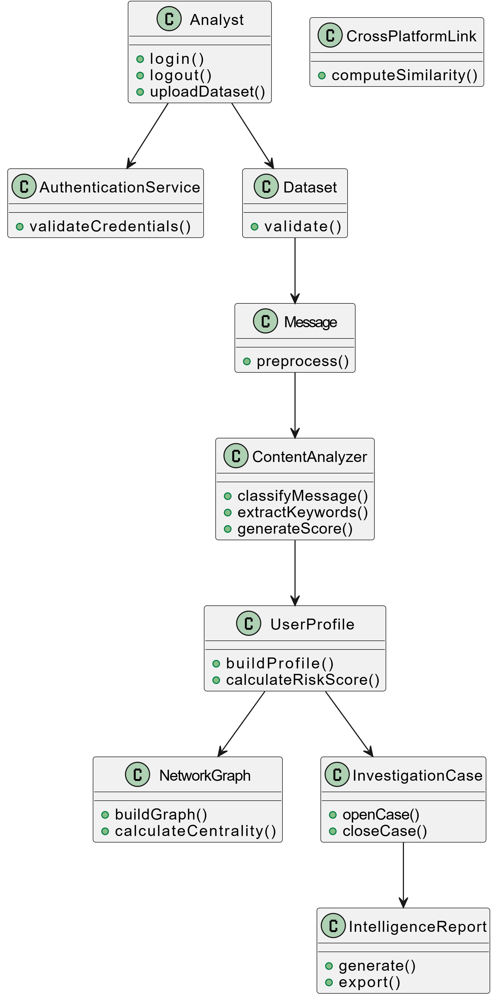 C Analyst
login()
logout()
uploadDataset()
C CrossPlatformLink
computeSimilarity()
C AuthenticationService
validateCredentials()
C Dataset
validate()
C Message
preprocess()
C ContentAnalyzer
classifyMessage()
extractKeywords()
generateScore()
C UserProfile
buildProfile()
calculateRiskScore()
C NetworkGraph
buildGraph()
calculateCentrality()
C InvestigationCase
openCase()
closeCase()
C IntelligenceReport
generate()
export()